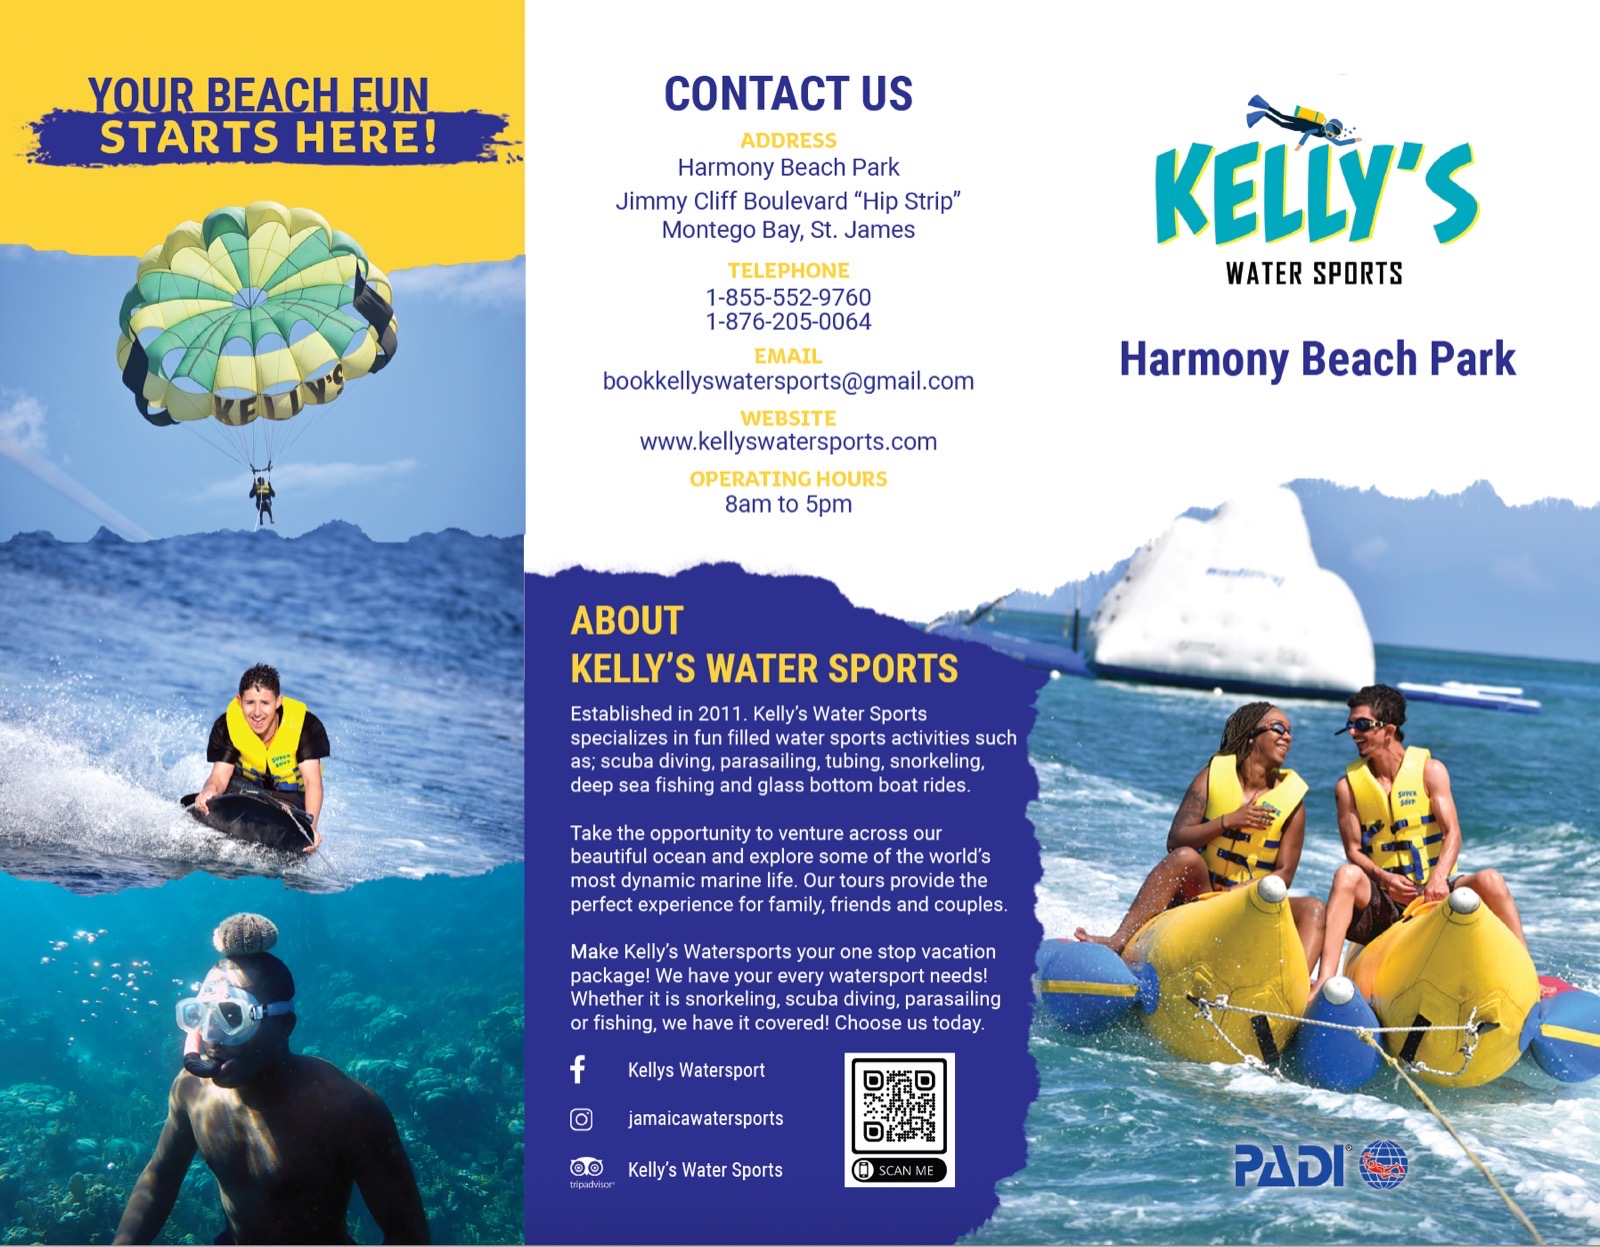 YOUR BEACH FUN
STARTS HERE!
KELLY'S
SUPER
SOFT
CONTACT US
ADDRESS
Harmony Beach Park
Jimmy Cliff Boulevard “Hip Strip”
Montego Bay, St. James
TELEPHONE
1-855-552-9760
1-876-205-0064
EMAIL
bookkellyswatersports@gmail.com
WEBSITE
www.kellyswatersports.com
OPERATING HOURS
8am to 5pm
ABOUT
KELLY’S WATER SPORTS
Established in 2011. Kelly’s Water Sports
specializes in fun filled water sports activities such
as; scuba diving, parasailing, tubing, snorkeling,
deep sea fishing and glass bottom boat rides.
Take the opportunity to venture across our
beautiful ocean and explore some of the world’s
most dynamic marine life. Our tours provide the
perfect experience for family, friends and couples.
Make Kelly’s Watersports your one stop vacation
package! We have your every watersport needs!
Whether it is snorkeling, scuba diving, parasailing
or fishing, we have it covered! Choose us today.
Kellys Watersport
jamaicawatersports
tripadvisor
Kelly’s Water Sports
SCAN ME
KELLY’S
WATER SPORTS
Harmony Beach Park
SUPER
SOFT
PADI®